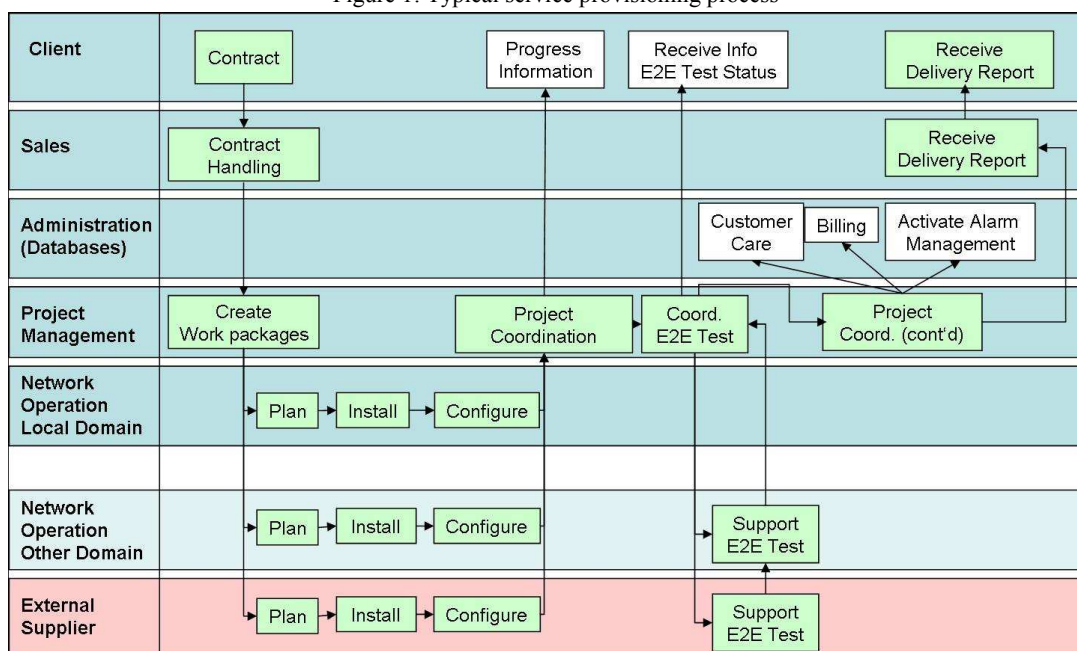 Figure 1: Typical service provisioning process
Client
Contract
Progress
Information
Receive Info
E2E Test Status
Receive
Delivery Report
Sales
Contract
Handling
Receive
Delivery Report
Administration
(Databases)
Customer
Care
Billing
Activate Alarm
Management
Project
Management
Create
Work packages
Project
Coordination
Coord.
E2E Test
Project
Coord. (cont'd)
Network
Operation
Local Domain
Plan
Install
Configure
Network
Operation
Other Domain
Plan
Install
Configure
Support
E2E Test
External
Supplier
Plan
Install
Configure
Support
E2E Test